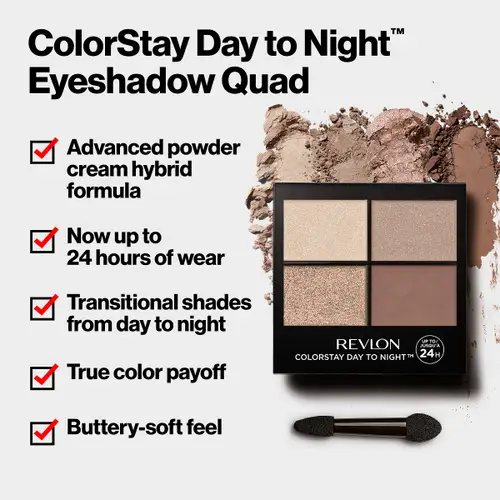 ColorStay Day to Night™
Eyeshadow Quad
Advanced powder
cream hybrid
formula
Now up to
24 hours of wear
Transitional shades
from day to night
True color payoff
Buttery-soft feel
REVLON
COLORSTAY DAY TO NIGHT™
UP TO/
JUSQU'À
24H